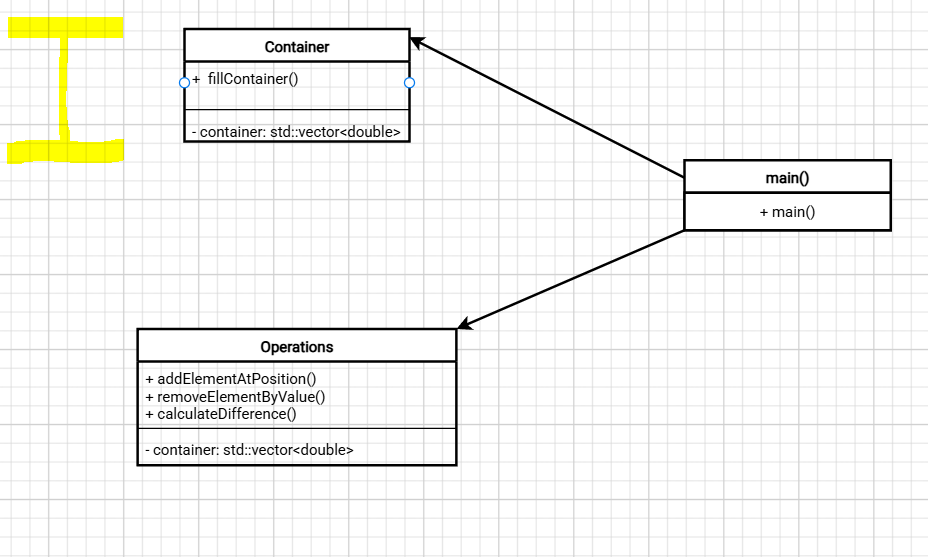 I
Container
+ fillContainer()
- container: std::vector<double>
main()
+ main()
Operations
+ addElementAtPosition()
+ removeElementByValue()
+ calculateDifference()
- container: std::vector<double>